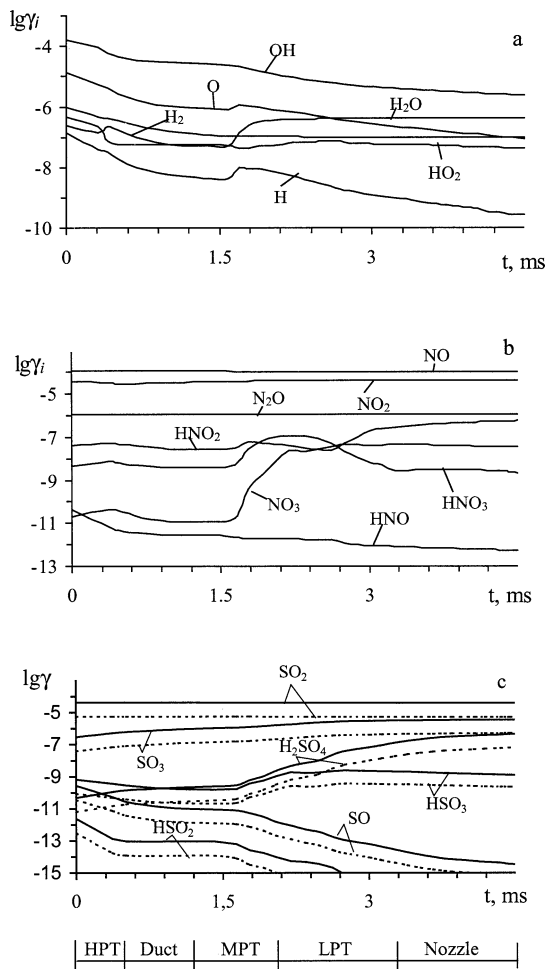 lgγi
a
-4
OH
O
-6
H2
H2O
-8
HO2
H
-10
0 1.5 3
t, ms
lgγi
b
NO
-5
N2O
NO2
-7
HNO2
-9
NO3
HNO3
-11
HNO
-13
0 1.5 3
t, ms
lgγ
c
SO2
-5
SO3
-7
H2SO4
-9
HSO3
-11
HSO2
SO
-13
-15
0 1,5 3
t, ms
HPT Duct MPT LPT Nozzle